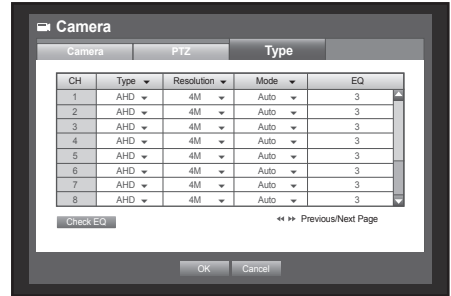 Camera
Camera PTZ Type
CH Type Resolution Mode EQ
1 AHD 4M Auto 3
2 AHD 4M Auto 3
3 AHD 4M Auto 3
4 AHD 4M Auto 3
5 AHD 4M Auto 3
6 AHD 4M Auto 3
7 AHD 4M Auto 3
8 AHD 4M Auto 3
Check EQ Previous/Next Page
OK Cancel